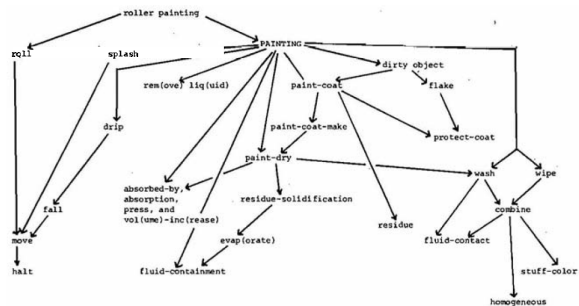 roller painting
roll
splash
PAINTING
dirty object
rem(ove) liq(uid)
paint-coat
flake
drip
paint-coat-make
protect-coat
paint-dry
wash
wipe
absorbed-by,
absorption,
press, and
vol(ume)-inc(rease)
residue-solidification
fall
combine
residue
move
evap(orate)
fluid-contact
halt
fluid-containment
stuff-color
homogeneous